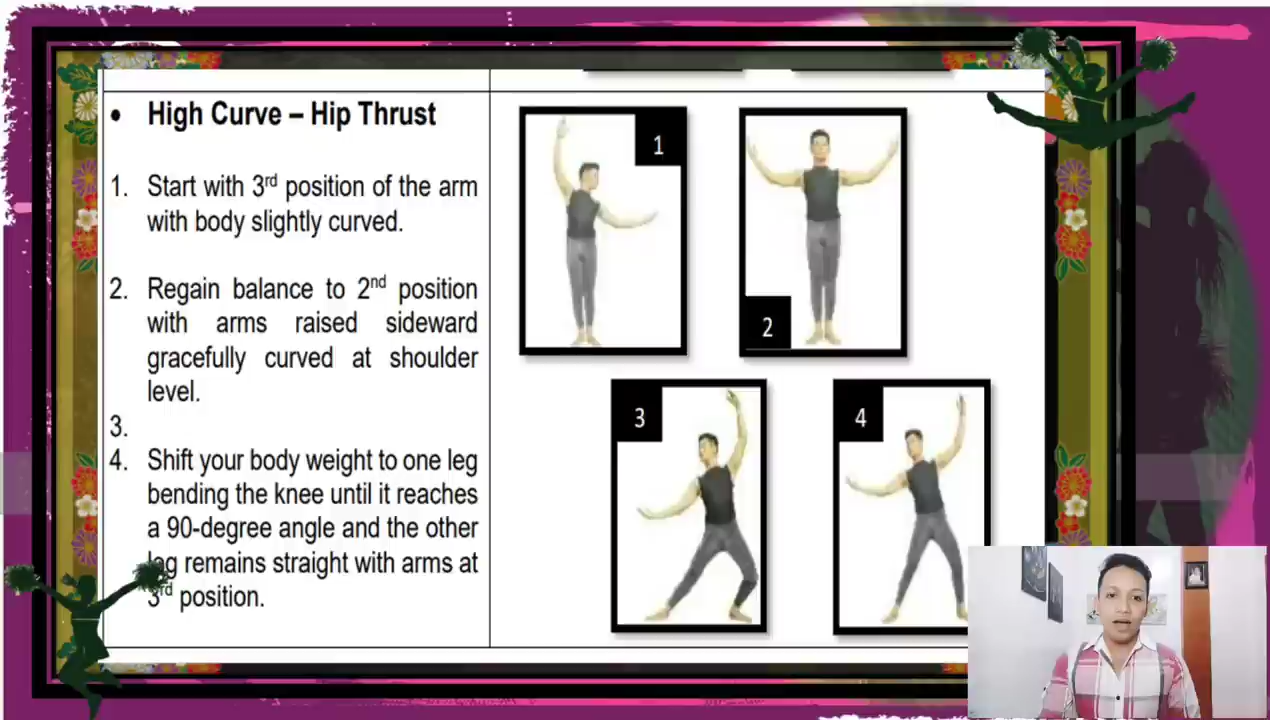 • High Curve – Hip Thrust
1. Start with 3rd position of the arm
with body slightly curved.
2. Regain balance to 2nd position
with arms raised sideward
gracefully curved at shoulder
level.
3.
4. Shift your body weight to one leg
bending the knee until it reaches
a 90-degree angle and the other
leg remains straight with arms at
3rd position.
1
2
3
4